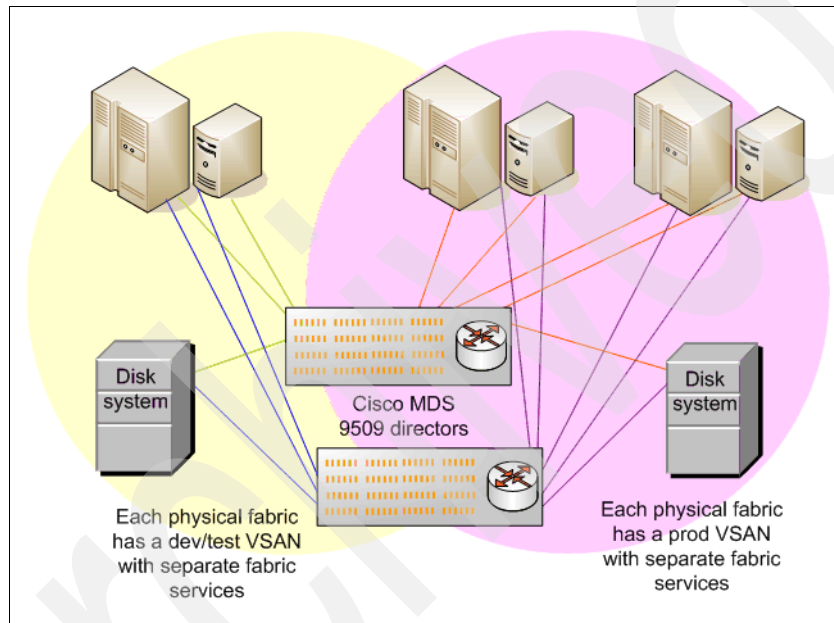 Disk
system
Cisco MDS
9509 directors
Disk
system
Each physical fabric
has a dev/test VSAN
with separate fabric
services
Each physical fabric
has a prod VSAN
with separate fabric
services